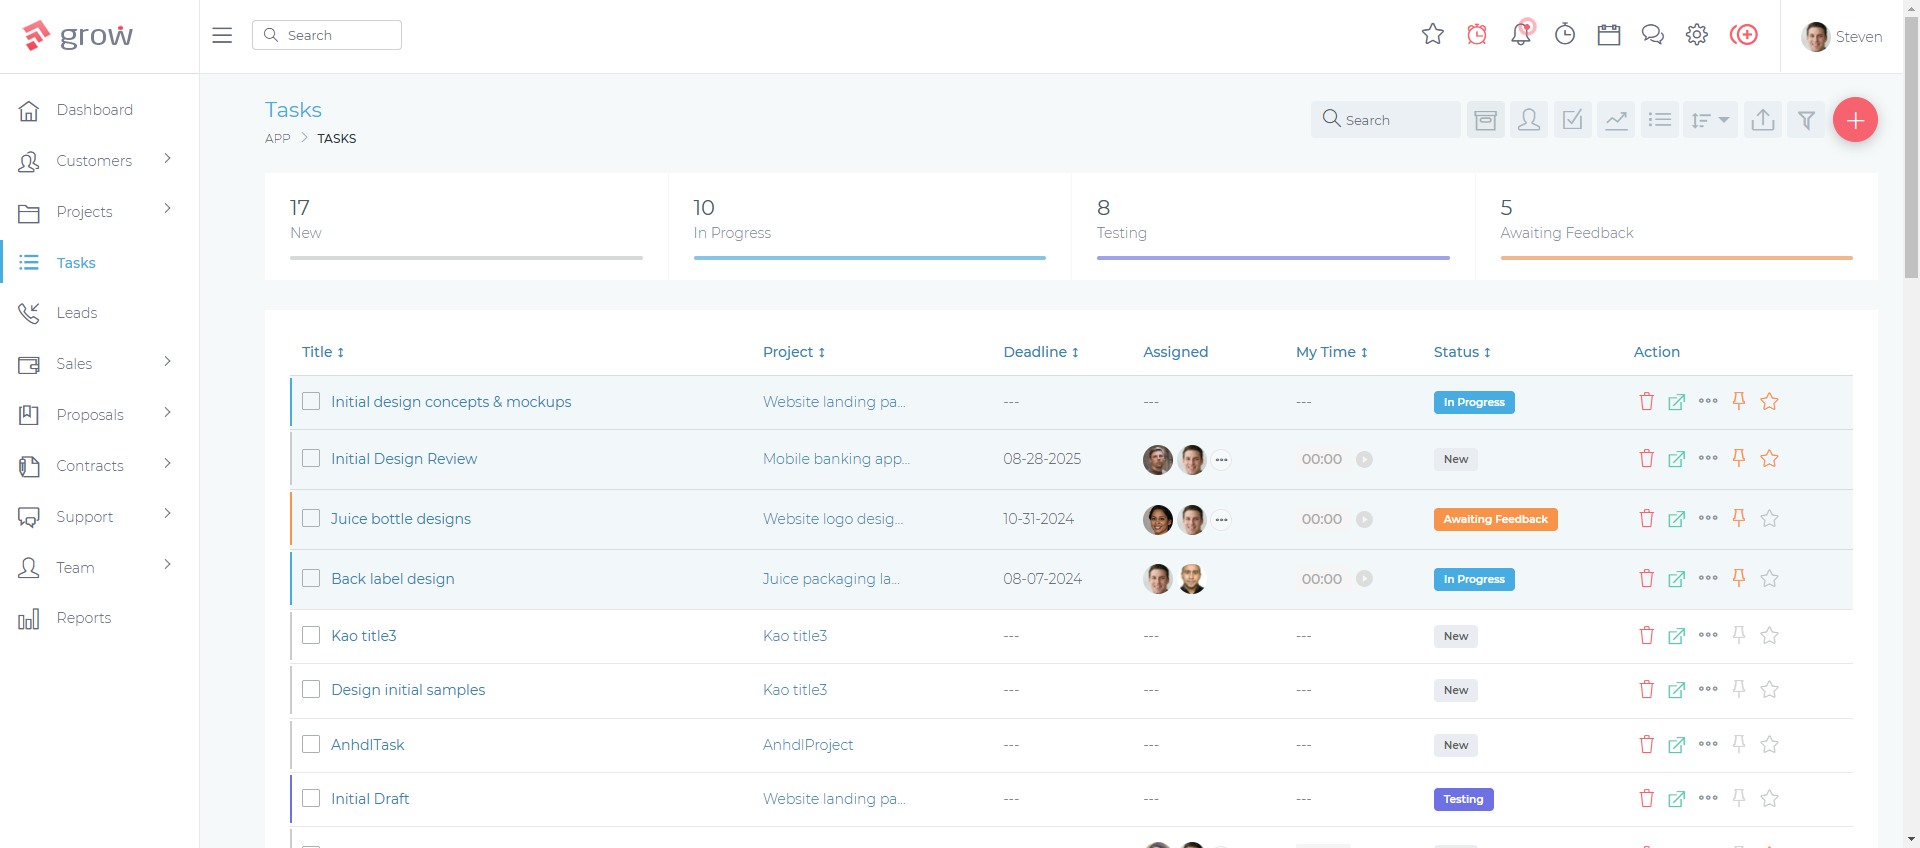 grow
Search
Steven
Dashboard
Customers
Projects
Tasks
Leads
Sales
Proposals
Contracts
Support
Team
Reports
Tasks
APP > TASKS
Search
17
New
10
In Progress
8
Testing
5
Awaiting Feedback
Title Project Deadline Assigned My Time Status Action
Initial design concepts & mockups Website landing pa... --- --- --- In Progress
Initial Design Review Mobile banking app... 08-28-2025 00:00 New
Juice bottle designs Website logo desig... 10-31-2024 00:00 Awaiting Feedback
Back label design Juice packaging la... 08-07-2024 00:00 In Progress
Kao title3 Kao title3 --- --- --- New
Design initial samples Kao title3 --- --- --- New
AnhdlTask AnhdlProject --- --- --- New
Initial Draft Website landing pa... --- --- --- Testing